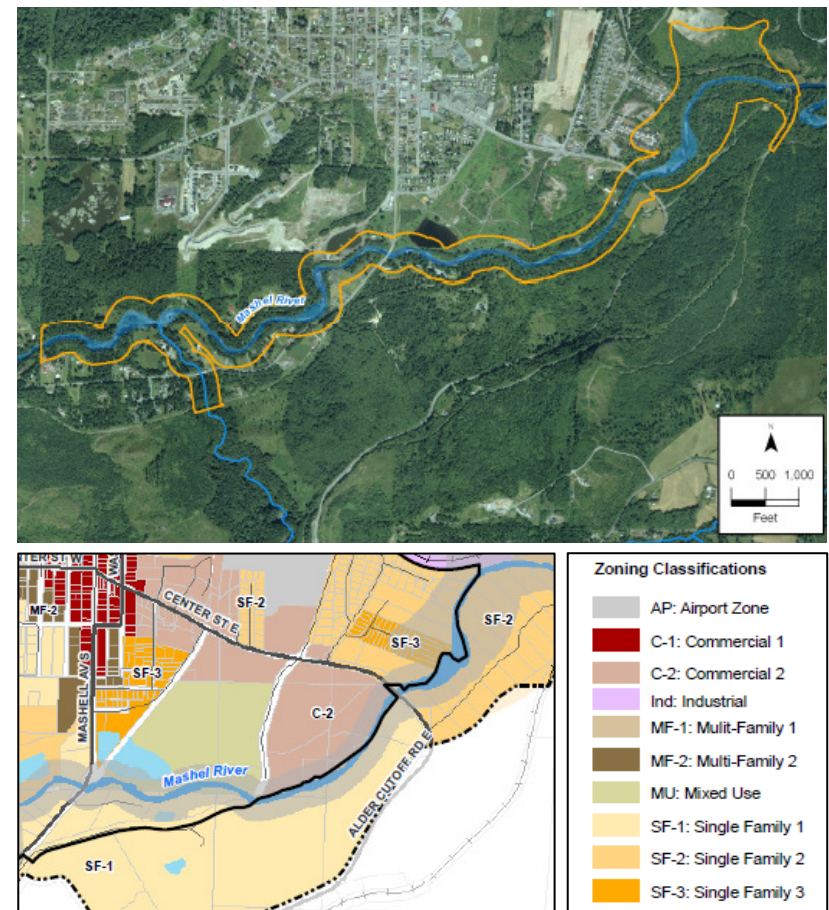 Mashel River
N
0 500 1,000
Feet
CENTER ST E
SF-2
SF-2
MF-2
SF-3
SF-3
MASHELL AV S
C-2
Mashel River
ALDER CUTOFF RD E
SF-1
Zoning Classifications
AP: Airport Zone
C-1: Commercial 1
C-2: Commercial 2
Ind: Industrial
MF-1: Mulit-Family 1
MF-2: Multi-Family 2
MU: Mixed Use
SF-1: Single Family 1
SF-2: Single Family 2
SF-3: Single Family 3